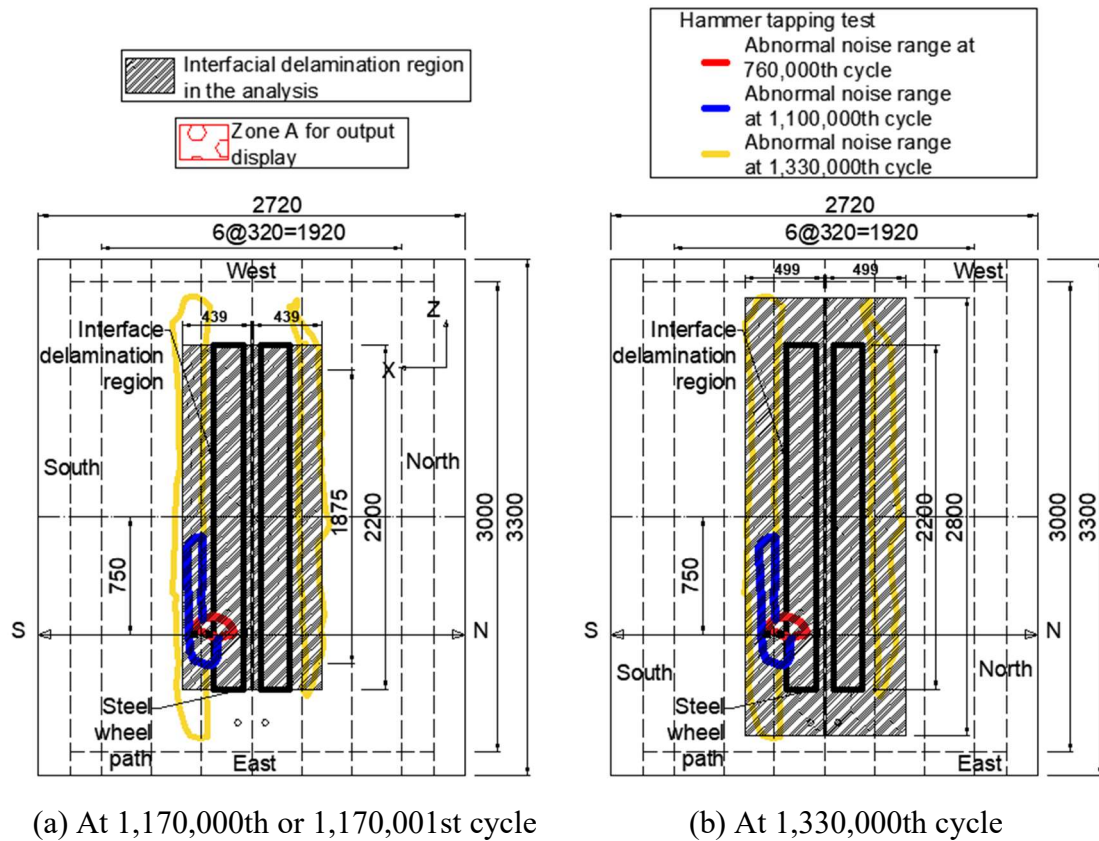 Interfacial delamination region
in the analysis
Zone A for output
display
Hammer tapping test
Abnormal noise range at
760,000th cycle
Abnormal noise range
at 1,100,000th cycle
Abnormal noise range
at 1,330,000th cycle
2720
6@320=1920
West
439
439
Z
X
Interface
delamination
region
South
North
750
1875
2200
3000
3300
S
N
Steel
wheel
path
East
(a) At 1,170,000th or 1,170,001st cycle
2720
6@320=1920
499
499
West
Interface
delamination
region
750
2200
2800
3000
3300
S
N
South
North
Steel
wheel
path
East
(b) At 1,330,000th cycle